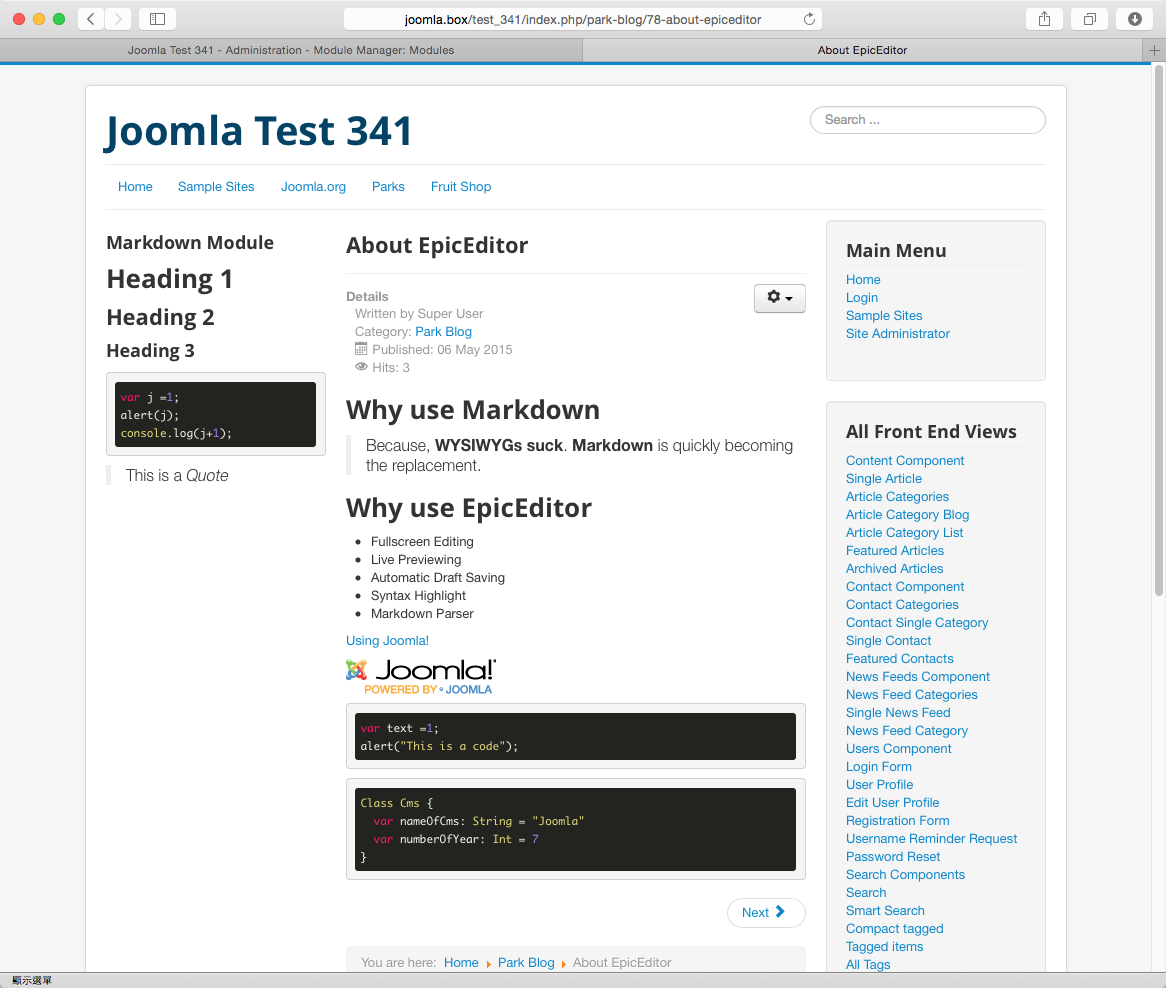 joomla.box/test_341/index.php/park-blog/78-about-epiceditor
Joomla Test 341 - Administration - Module Manager: Modules
About EpicEditor
Joomla Test 341
Search ...
Home
Sample Sites
Joomla.org
Parks
Fruit Shop
Markdown Module
Heading 1
Heading 2
Heading 3
var j =1;
alert(j);
console.log(j+1);
This is a Quote
About EpicEditor
Details
Written by Super User
Category: Park Blog
Published: 06 May 2015
Hits: 3
Why use Markdown
Because, WYSIWYGs suck. Markdown is quickly becoming
the replacement.
Why use EpicEditor
Fullscreen Editing
Live Previewing
Automatic Draft Saving
Syntax Highlight
Markdown Parser
Using Joomla!
Joomla!
POWERED BY JOOMLA
var text =1;
alert("This is a code");
Class Cms {
var nameOfCms: String = "Joomla"
var numberOfYear: Int = 7
}
Next
You are here: Home Park Blog About EpicEditor
Main Menu
Home
Login
Sample Sites
Site Administrator
All Front End Views
Content Component
Single Article
Article Categories
Article Category Blog
Article Category List
Featured Articles
Archived Articles
Contact Component
Contact Categories
Contact Single Category
Single Contact
Featured Contacts
News Feeds Component
News Feed Categories
Single News Feed
News Feed Category
Users Component
Login Form
User Profile
Edit User Profile
Registration Form
Username Reminder Request
Password Reset
Search Components
Search
Smart Search
Compact tagged
Tagged items
All Tags
顯示選單